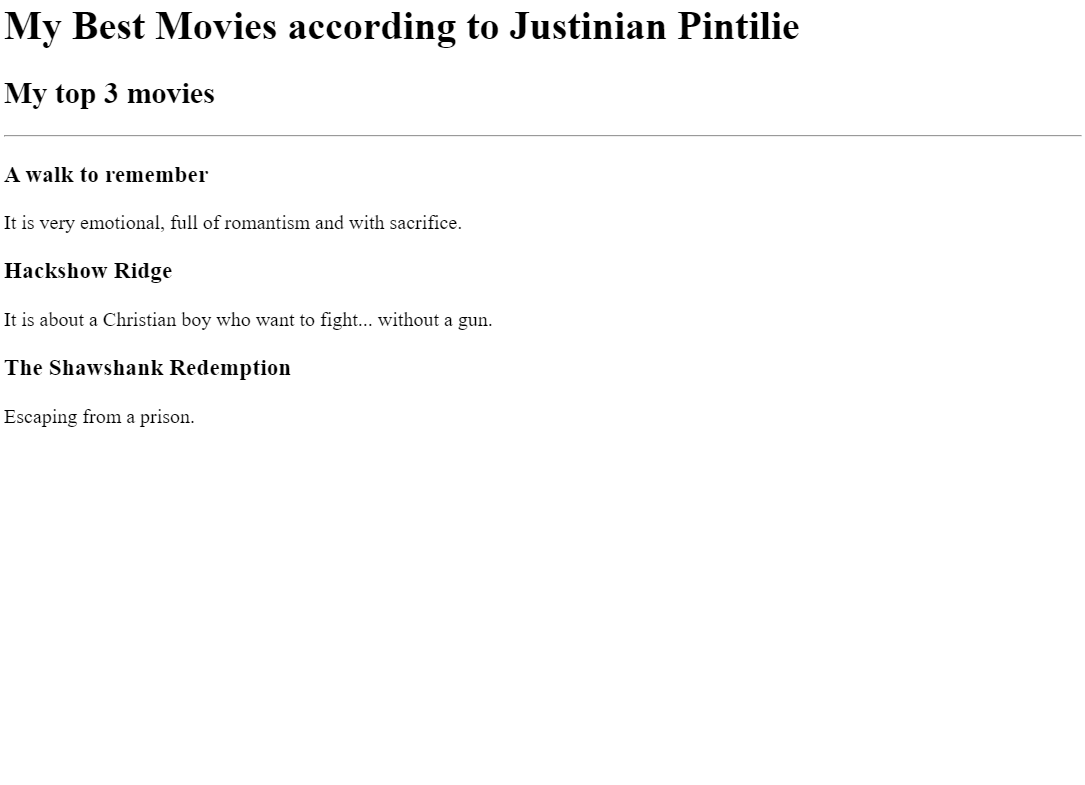 My Best Movies according to Justinian Pintilie
My top 3 movies
A walk to remember
It is very emotional, full of romantism and with sacrifice.
Hackshow Ridge
It is about a Christian boy who want to fight... without a gun.
The Shawshank Redemption
Escaping from a prison.